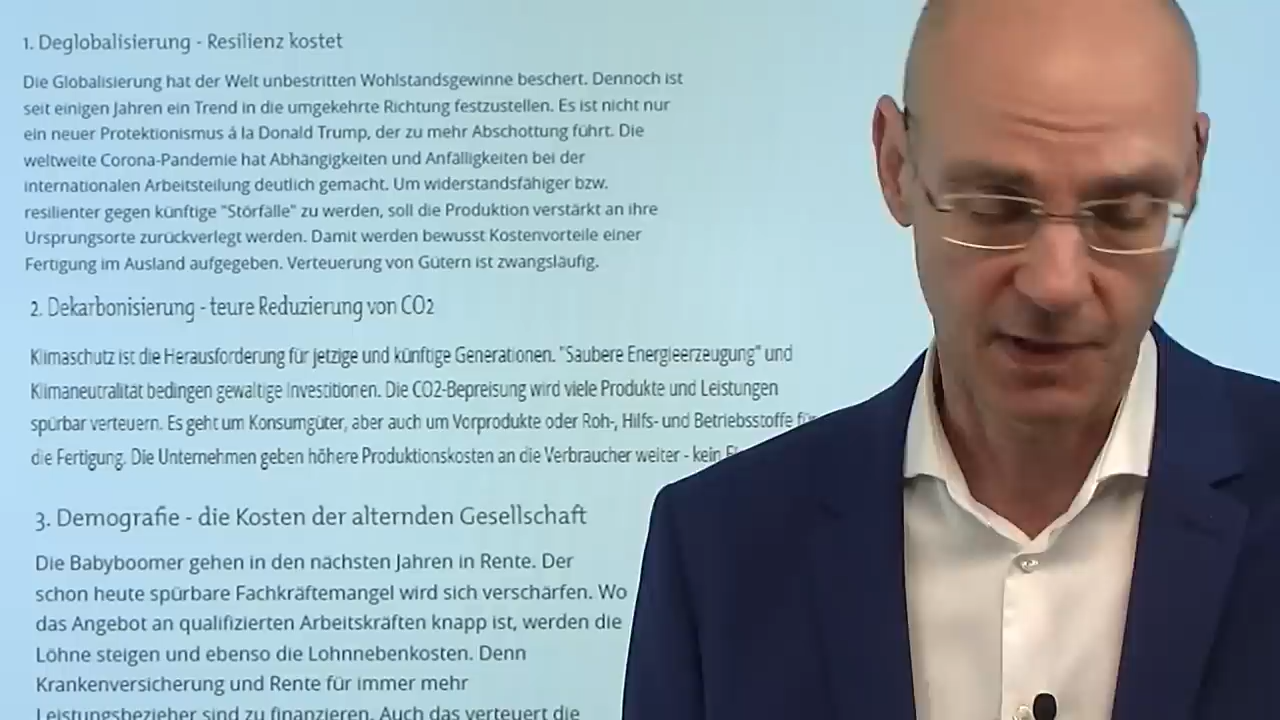 1. Deglobalisierung - Resilienz kostet
Die Globalisierung hat der Welt unbestritten Wohlstandsgewinne beschert. Dennoch ist
seit einigen Jahren ein Trend in die umgekehrte Richtung festzustellen. Es ist nicht nur
ein neuer Protektionismus á la Donald Trump, der zu mehr Abschottung führt. Die
weltweite Corona-Pandemie hat Abhängigkeiten und Anfälligkeiten bei der
internationalen Arbeitsteilung deutlich gemacht. Um widerstandsfähiger bzw.
resilienter gegen künftige "Störfälle" zu werden, soll die Produktion verstärkt an ihre
Ursprungsorte zurückverlegt werden. Damit werden bewusst Kostenvorteile einer
Fertigung im Ausland aufgegeben. Verteuerung von Gütern ist zwangsläufig.
2. Dekarbonisierung - teure Reduzierung von CO2
Klimaschutz ist die Herausforderung für jetzige und künftige Generationen. "Saubere Energieerzeugung" und
Klimaneutralität bedingen gewaltige Investitionen. Die CO2-Bepreisung wird viele Produkte und Leistungen
spürbar verteuern. Es geht um Konsumgüter, aber auch um Vorprodukte oder Roh-, Hilfs- und Betriebsstoffe
die Fertigung. Die Unternehmen geben höhere Produktionskosten an die Verbraucher weiter - kein
3. Demografie - die Kosten der alternden Gesellschaft
Die Babyboomer gehen in den nächsten Jahren in Rente. Der
schon heute spürbare Fachkräftemangel wird sich verschärfen. Wo
das Angebot an qualifizierten Arbeitskräften knapp ist, werden die
Löhne steigen und ebenso die Lohnnebenkosten. Denn
Krankenversicherung und Rente für immer mehr
Leistungsbezieher sind zu finanzieren. Auch das verteuert die